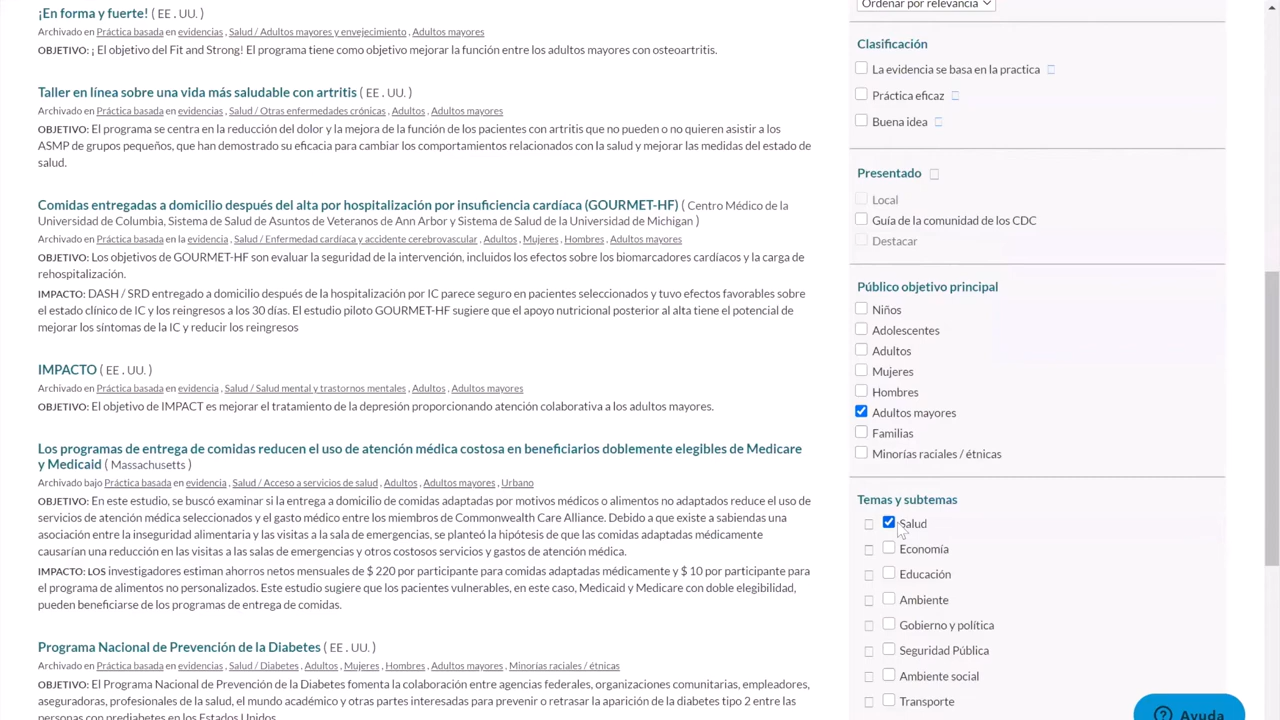 ¡En forma y fuerte! ( EE . UU. )
Archivado en Práctica basada en evidencias , Salud / Adultos mayores y envejecimiento , Adultos mayores
OBJETIVO: ¡ El objetivo del Fit and Strong! El programa tiene como objetivo mejorar la función entre los adultos mayores con osteoartritis.
Taller en línea sobre una vida más saludable con artritis ( EE . UU. )
Archivado en Práctica basada en evidencias , Salud / Otras enfermedades crónicas , Adultos , Adultos mayores
OBJETIVO: El programa se centra en la reducción del dolor y la mejora de la función de los pacientes con artritis que no pueden o no quieren asistir a los
ASMP de grupos pequeños, que han demostrado su eficacia para cambiar los comportamientos relacionados con la salud y mejorar las medidas del estado de
salud.
Comidas entregadas a domicilio después del alta por hospitalización por insuficiencia cardíaca (GOURMET-HF) ( Centro Médico de la
Universidad de Columbia, Sistema de Salud de Asuntos de Veteranos de Ann Arbor y Sistema de Salud de la Universidad de Michigan )
Archivado en Práctica basada en la evidencia , Salud / Enfermedad cardíaca y accidente cerebrovascular , Adultos , Mujeres , Hombres , Adultos mayores
OBJETIVO: Los objetivos de GOURMET-HF son evaluar la seguridad de la intervención, incluidos los efectos sobre los biomarcadores cardíacos y la carga de
rehospitalización.
IMPACTO: DASH / SRD entregado a domicilio después de la hospitalización por IC parece seguro en pacientes seleccionados y tuvo efectos favorables sobre
el estado clínico de IC y los reingresos a los 30 días. El estudio piloto GOURMET-HF sugiere que el apoyo nutricional posterior al alta tiene el potencial de
mejorar los síntomas de la IC y reducir los reingresos
IMPACTO ( EE . UU. )
Archivado en Práctica basada en evidencia , Salud / Salud mental y trastornos mentales , Adultos , Adultos mayores
OBJETIVO: El objetivo de IMPACT es mejorar el tratamiento de la depresión proporcionando atención colaborativa a los adultos mayores.
Los programas de entrega de comidas reducen el uso de atención médica costosa en beneficiarios doblemente elegibles de Medicare
y Medicaid ( Massachusetts )
Archivado bajo Práctica basada en evidencia , Salud / Acceso a servicios de salud , Adultos , Adultos mayores , Urbano
OBJETIVO: En este estudio, se buscó examinar si la entrega a domicilio de comidas adaptadas por motivos médicos o alimentos no adaptados reduce el uso de
servicios de atención médica seleccionados y el gasto médico entre los miembros de Commonwealth Care Alliance. Debido a que existe a sabiendas una
asociación entre la inseguridad alimentaria y las visitas a la sala de emergencias, se planteó la hipótesis de que las comidas adaptadas médicamente
causarían una reducción en las visitas a las salas de emergencias y otros costosos servicios y gastos de atención médica.
IMPACTO: LOS investigadores estiman ahorros netos mensuales de $ 220 por participante para comidas adaptadas médicamente y $ 10 por participante para
el programa de alimentos no personalizados. Este estudio sugiere que los pacientes vulnerables, en este caso, Medicaid y Medicare con doble elegibilidad,
pueden beneficiarse de los programas de entrega de comidas.
Programa Nacional de Prevención de la Diabetes ( EE . UU. )
Archivado en Práctica basada en evidencias , Salud / Diabetes , Adultos , Mujeres , Hombres , Adultos mayores , Minorías raciales / étnicas
OBJETIVO: El Programa Nacional de Prevención de la Diabetes fomenta la colaboración entre agencias federales, organizaciones comunitarias, empleadores,
aseguradoras, profesionales de la salud, el mundo académico y otras partes interesadas para prevenir o retrasar la aparición de la diabetes tipo 2 entre las
personas con prediabetes en los Estados Unidos.
Ordenar por relevancia
Clasificación
La evidencia se basa en la practica
Práctica eficaz
Buena idea
Presentado
Local
Guía de la comunidad de los CDC
Destacar
Público objetivo principal
Niños
Adolescentes
Adultos
Mujeres
Hombres
Adultos mayores
Familias
Minorías raciales / étnicas
Temas y subtemas
Salud
Economía
Educación
Ambiente
Gobierno y política
Seguridad Pública
Ambiente social
Transporte
Ayuda